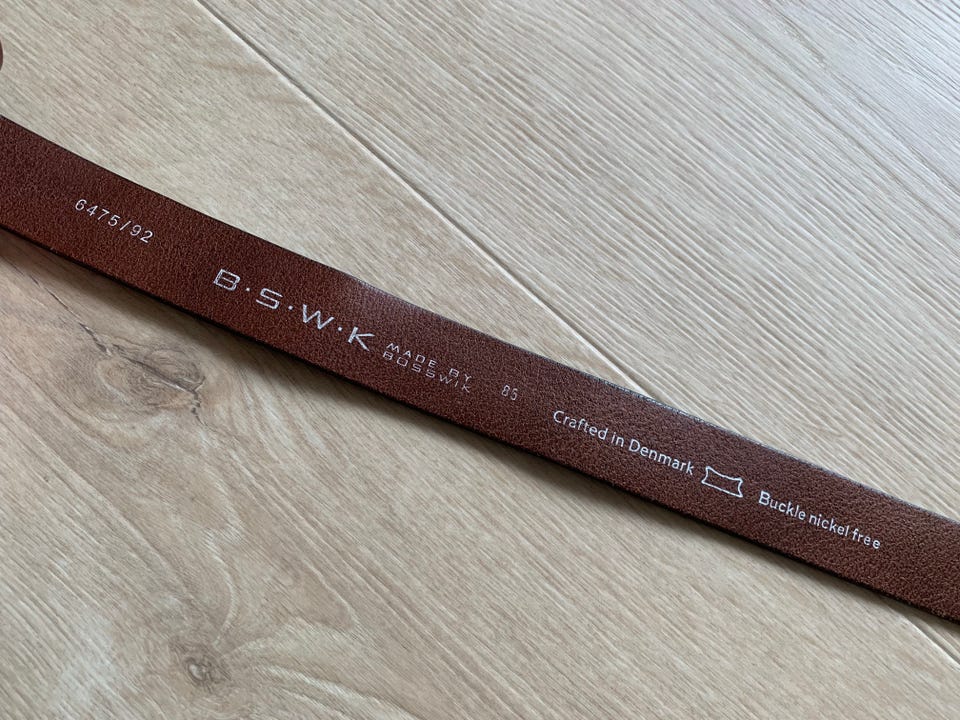 6475/92
B·S·W·K
MADE BY
BOSSWIK
85
Crafted in Denmark
Buckle nickel free